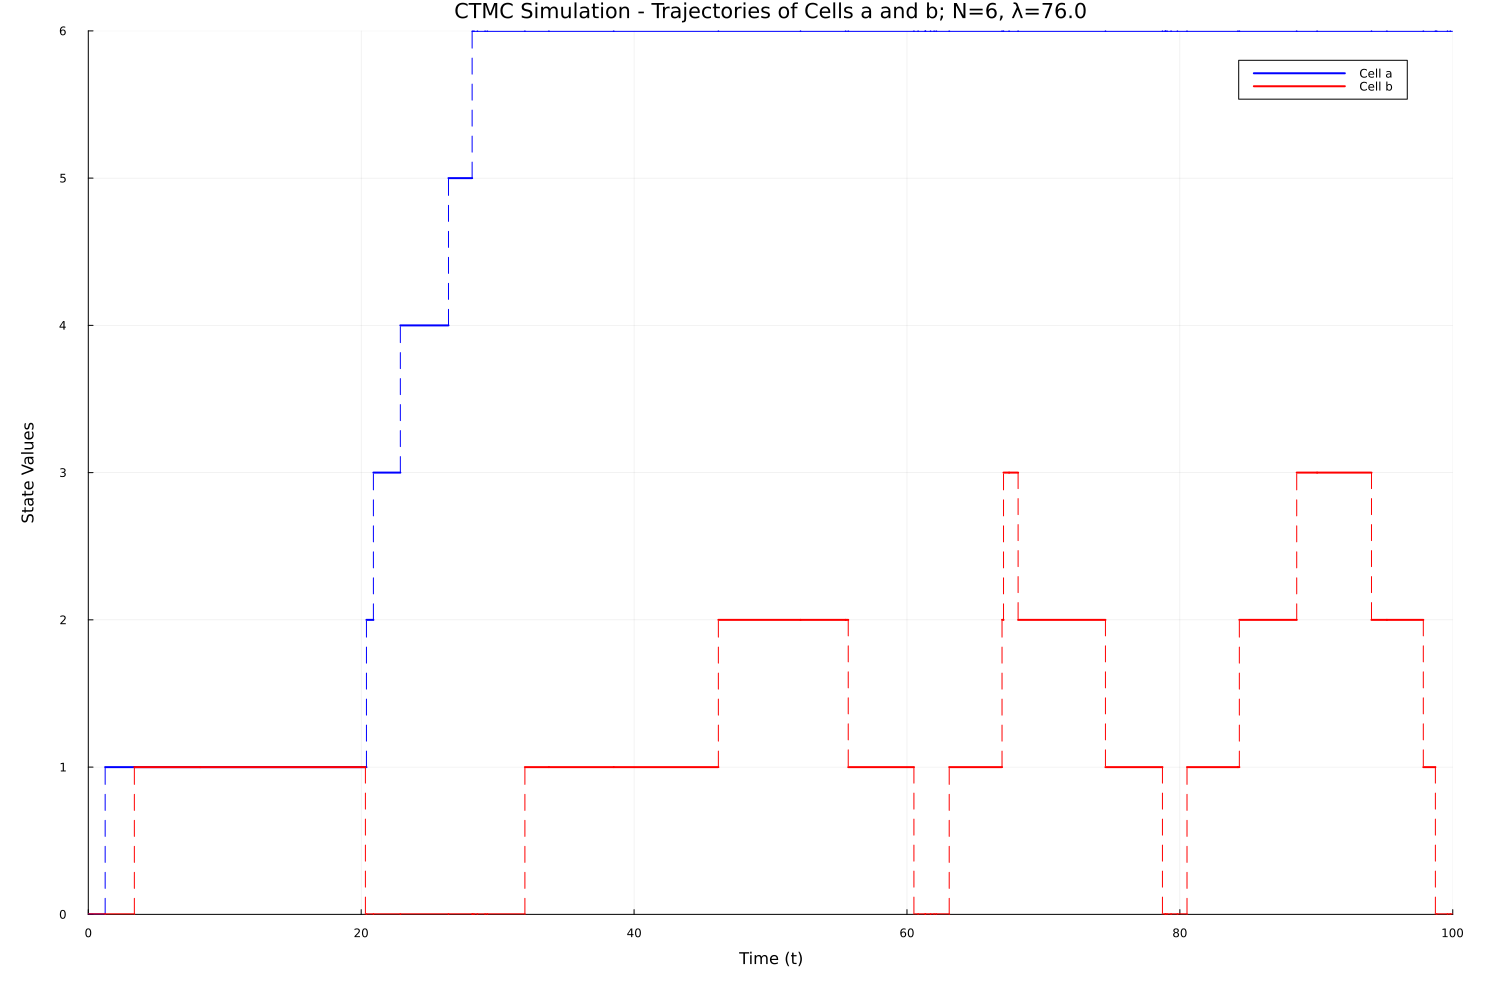 CTMC Simulation - Trajectories of Cells a and b; N=6, λ=76.0
6
Cell a
Cell b
5
4
State Values
3
2
1
0
0 20 40 60 80 100
Time (t)